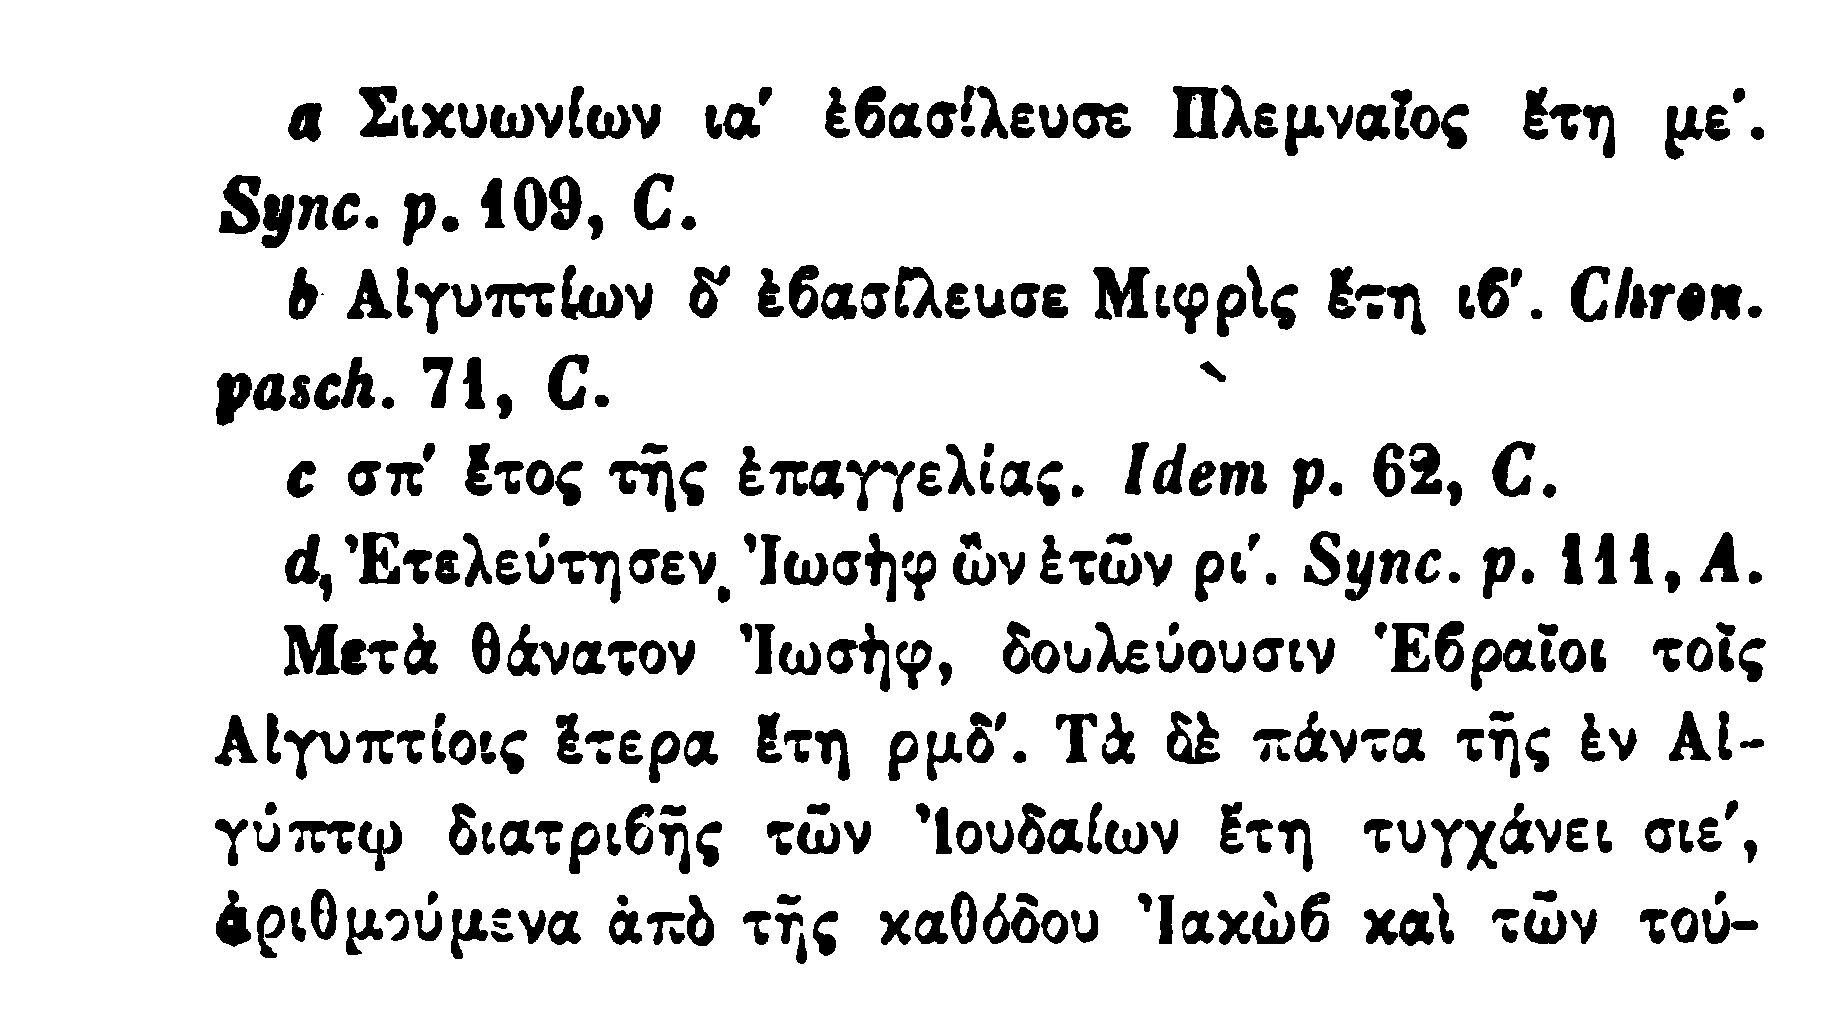 a Σικυωνίων ια′ ἐϐασίλευσε Πλεμναῖος ἔτη με′.
Sync. p. 109, C.
b Αἰγυπτίων δ′ ἐϐασίλευσε Μιφρὶς ἔτη ιϐ′. Chron.
pasch. 71, C.
c σπ′ ἔτος τῆς ἐπαγγελίας. Idem p. 62, C.
d, Ἐτελεύτησεν. Ἰωσὴφ ὢν ἐτῶν ρι′. Sync. p. 111, A.
Μετὰ θάνατον Ἰωσὴφ, δουλεύουσιν Ἑϐραῖοι τοῖς
Αἰγυπτίοις ἕτερα ἔτη ρμδ′. Τὰ δὲ πάντα τῆς ἐν Αἰ-
γύπτῳ διατριϐῆς τῶν Ἰουδαίων ἔτη τυγχάνει σιε′,
ἀριθμούμενα ἀπὸ τῆς καθόδου Ἰακὼϐ καὶ τῶν τού-